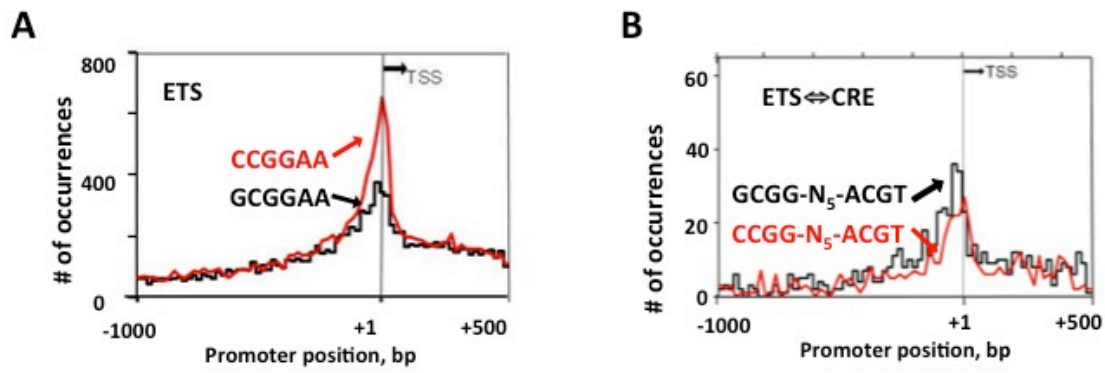 A
# of occurrences
800
400
0
ETS
TSS
CCGGAA
GCGGAA
-1000
+1
+500
Promoter position, bp
B
# of occurrences
60
40
20
0
TSS
ETS⇔CRE
GCGG-N₅-ACGT
CCGG-N₅-ACGT
-1000
+1
+500
Promoter position, bp